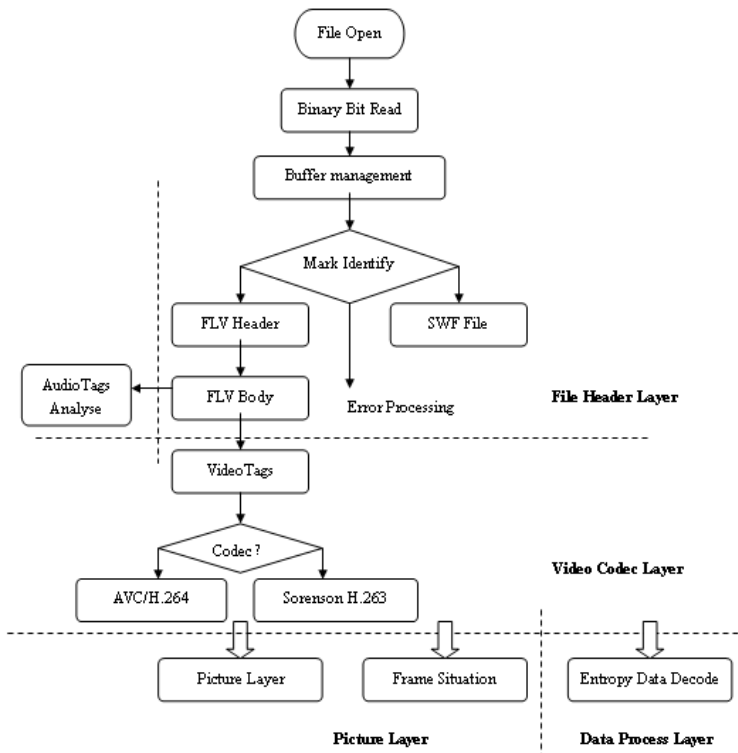 File Open
Binary Bit Read
Buffer management
Mark Identify
FLV Header
SWF File
AudioTags
Analyse
FLV Body
Error Processing
File Header Layer
VideoTags
Codec?
Video Codec Layer
AVC/H.264
Sorenson H.263
Picture Layer
Frame Situation
Entropy Data Decode
Picture Layer
Data Process Layer